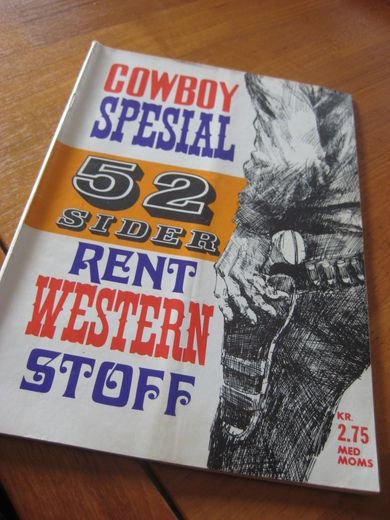 COWBOY
SPESIAL
52
SIDER
RENT
WESTERN
STOFF
KR.
2.75
MED
MOMS